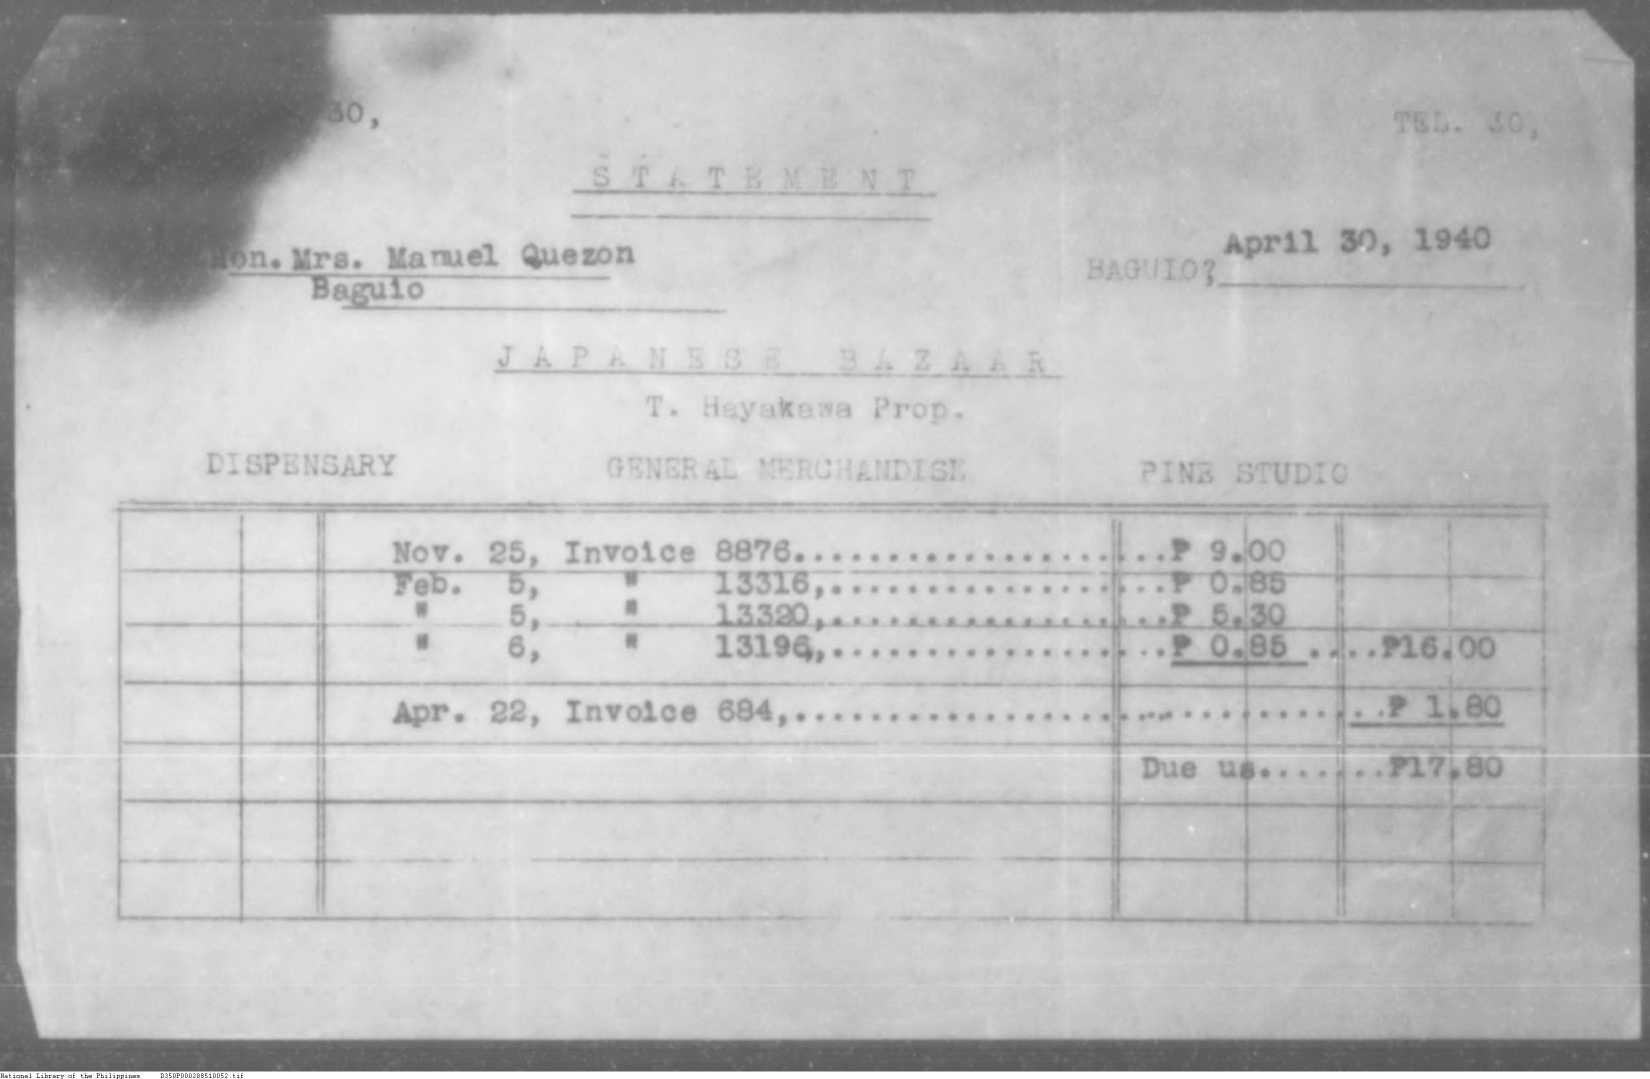 30,
TEL. 30,
STATEMENT
Hon. Mrs. Manuel Quezon
Baguio
BAGUIO?
April 30, 1940
JAPANESE BAZAAR
T. Hayakawa Prop.
DISPENSARY GENERAL MERCHANDISE PINE STUDIO
Nov. 25, Invoice 8876....................₱ 9.00
Feb. 5, " 13316,...................₱ 0.85
" 5, " 13320,...................₱ 5.30
" 6, " 13196,,...................₱ 0.85 ....₱16.00
Apr. 22, Invoice 684,.................................₱ 1.80
Due us.......₱17.80
National Library of the Philippines D350P000208510052.tif